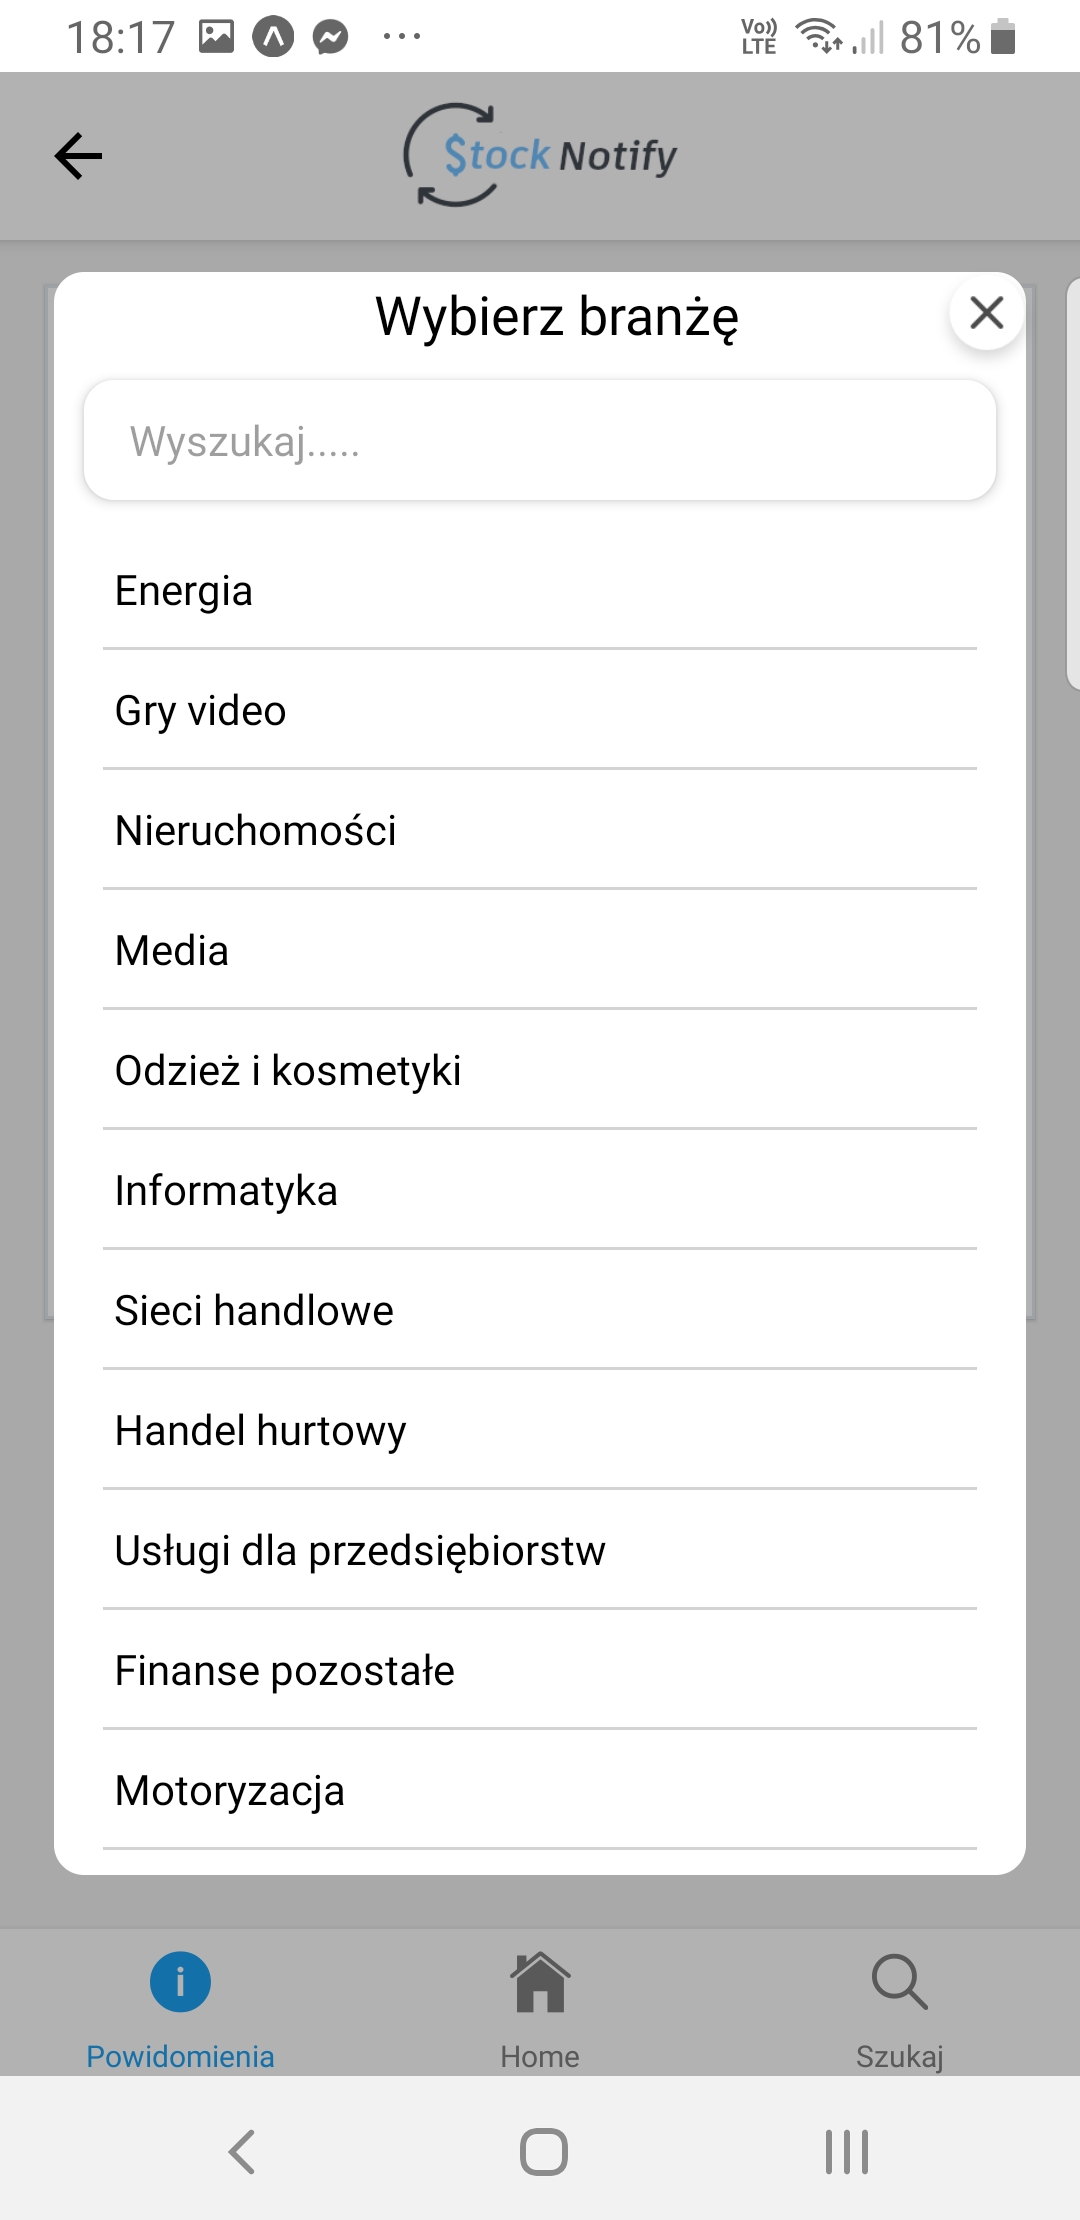 18:17 ... Vo)) LTE 81%
$tock Notify
Wybierz branżę
Wyszukaj.....
Energia
Gry video
Nieruchomości
Media
Odzież i kosmetyki
Informatyka
Sieci handlowe
Handel hurtowy
Usługi dla przedsiębiorstw
Finanse pozostałe
Motoryzacja
Powidomienia Home Szukaj